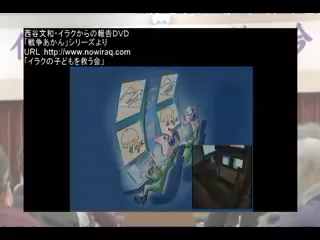 西谷文和・イラクからの報告DVD
「戦争あかん」シリーズより
URL http://www.nowiraq.com/
「イラクの子どもを救う会」